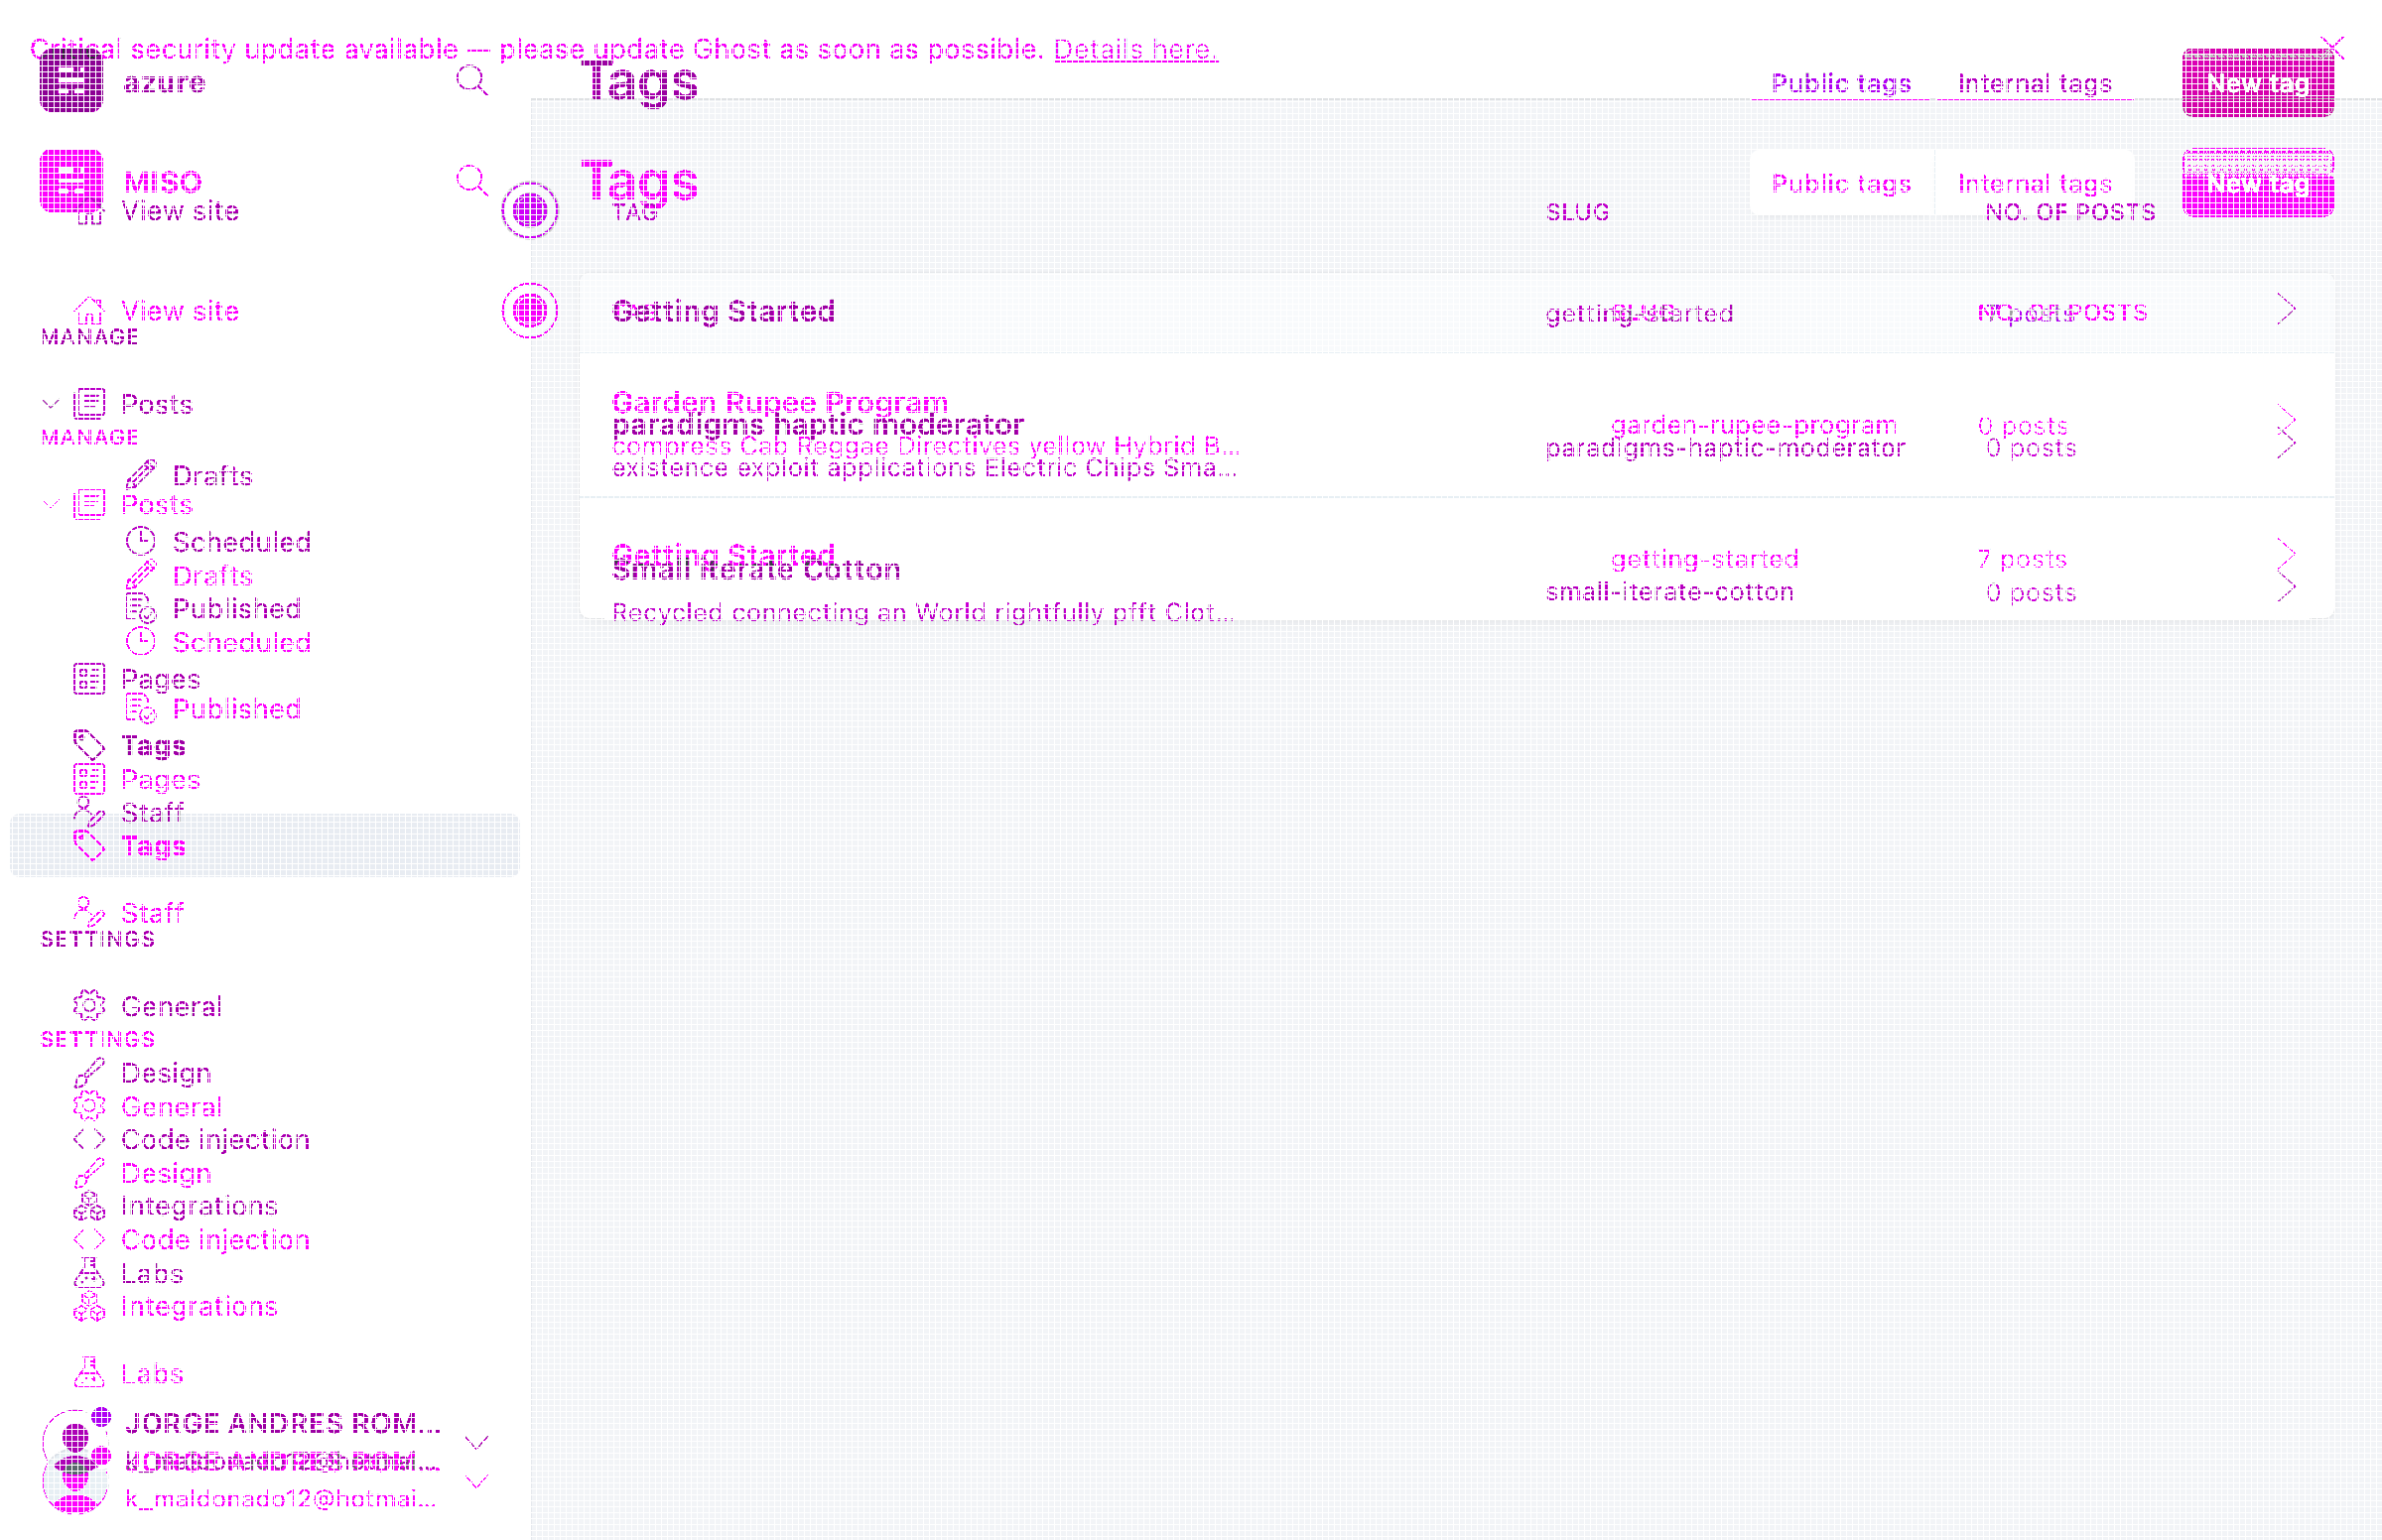 Critical security update available — please update Ghost as soon as possible. Details here.
azure
Tags
Public tags
Internal tags
New tag
MISO
Tags
Public tags
Internal tags
New tag
View site
TAG
SLUG
NO. OF POSTS
View site
Getting Started
getting-started
NO. OF POSTS
MANAGE
Posts
Garden Rupee Program
paradigms haptic moderator
garden-rupee-program
0 posts
MANAGE
compress Cab Reggae Directives yellow Hybrid B...
paradigms-haptic-moderator
0 posts
existence exploit applications Electric Chips Sma...
Drafts
Posts
Scheduled
Getting Started
getting-started
7 posts
Small iterate Cotton
Drafts
small-iterate-cotton
0 posts
Published
Recycled connecting an World rightfully pfft Clot...
Scheduled
Pages
Published
Tags
Pages
Staff
Tags
Staff
SETTINGS
General
SETTINGS
Design
General
Code injection
Design
Integrations
Code injection
Labs
Integrations
Labs
JORGE ANDRES ROM...
k_maldonado12@hotmai...